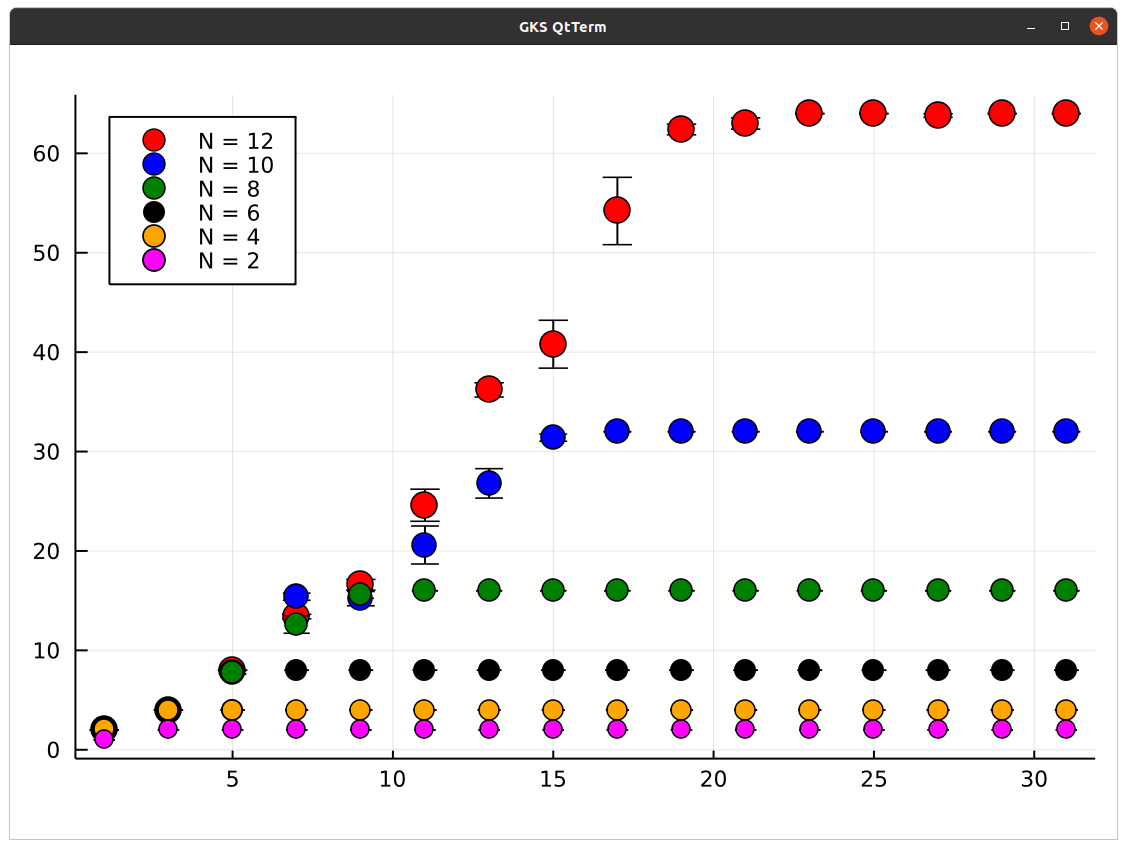 GKS QtTerm
N = 12
N = 10
N = 8
N = 6
N = 4
N = 2
60
50
40
30
20
10
0
5 10 15 20 25 30